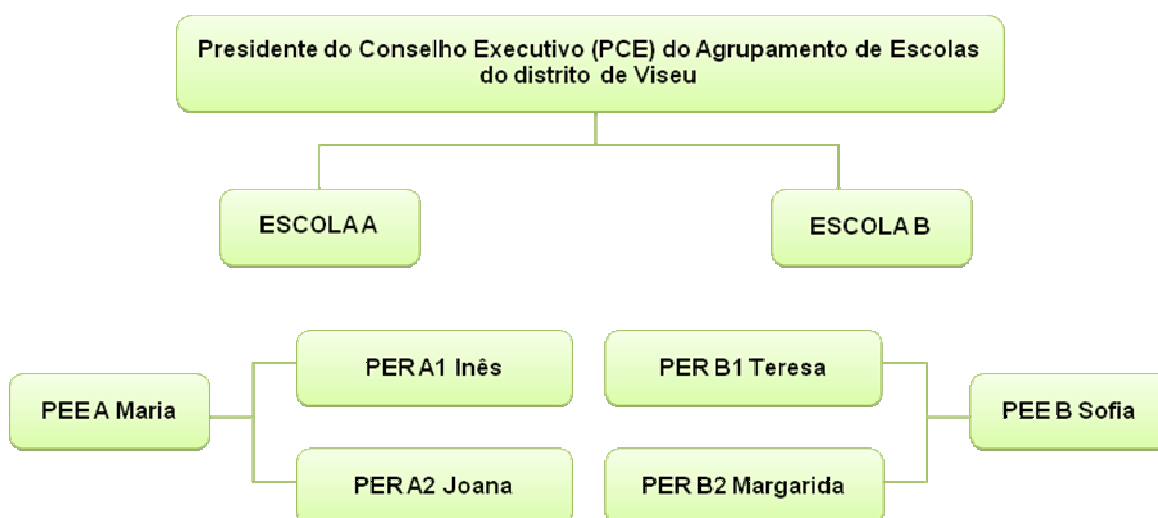 Presidente do Conselho Executivo (PCE) do Agrupamento de Escolas
do distrito de Viseu
ESCOLA A
ESCOLA B
PER A1 Inês
PER B1 Teresa
PEE A Maria
PEE B Sofia
PER A2 Joana
PER B2 Margarida